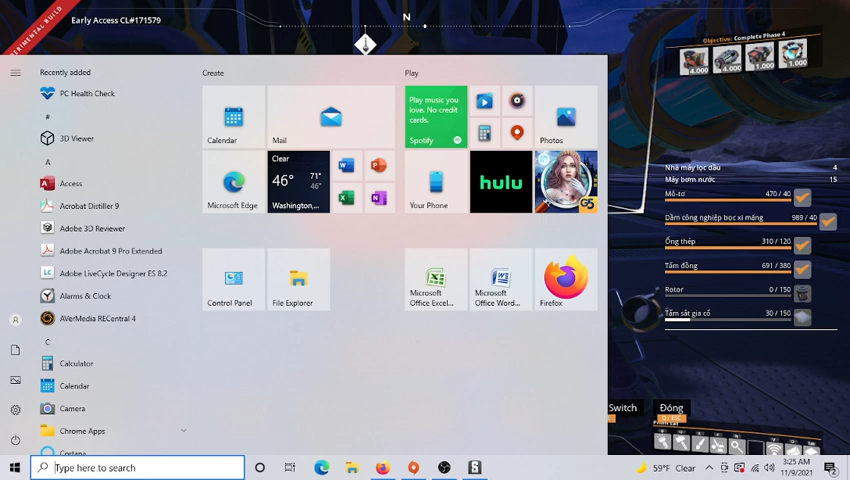 EXPERIMENTAL BUILD
Early Access CL#171579
N
Objective: Complete Phase 4
4.000
4.000
1.000
1.000
Recently added
PC Health Check
#
3D Viewer
A
Access
Acrobat Distiller 9
Adobe 3D Reviewer
Adobe Acrobat 9 Pro Extended
Adobe LiveCycle Designer ES 8.2
Alarms & Clock
AVerMedia RECentral 4
C
Calculator
Calendar
Camera
Chrome Apps
Cortana
Create
Calendar
Mail
Microsoft Edge
Clear
46°
71°
46°
Washington,...
Control Panel
File Explorer
Play
Play music you
love. No credit
cards.
Spotify
Photos
Your Phone
hulu
G5
Microsoft
Office Excel...
Microsoft
Office Word...
Firefox
Nhà máy lọc dầu 4
Máy bơm nước 15
Mô-tơ 470 / 40
Dầm công nghiệp bọc xi măng 989 / 40
Ống thép 310 / 120
Tấm đồng 691 / 380
Rotor 0 / 150
Tấm sắt gia cố 30 / 150
Switch
Đóng
Type here to search
59°F Clear
3:25 AM
11/9/2021
2